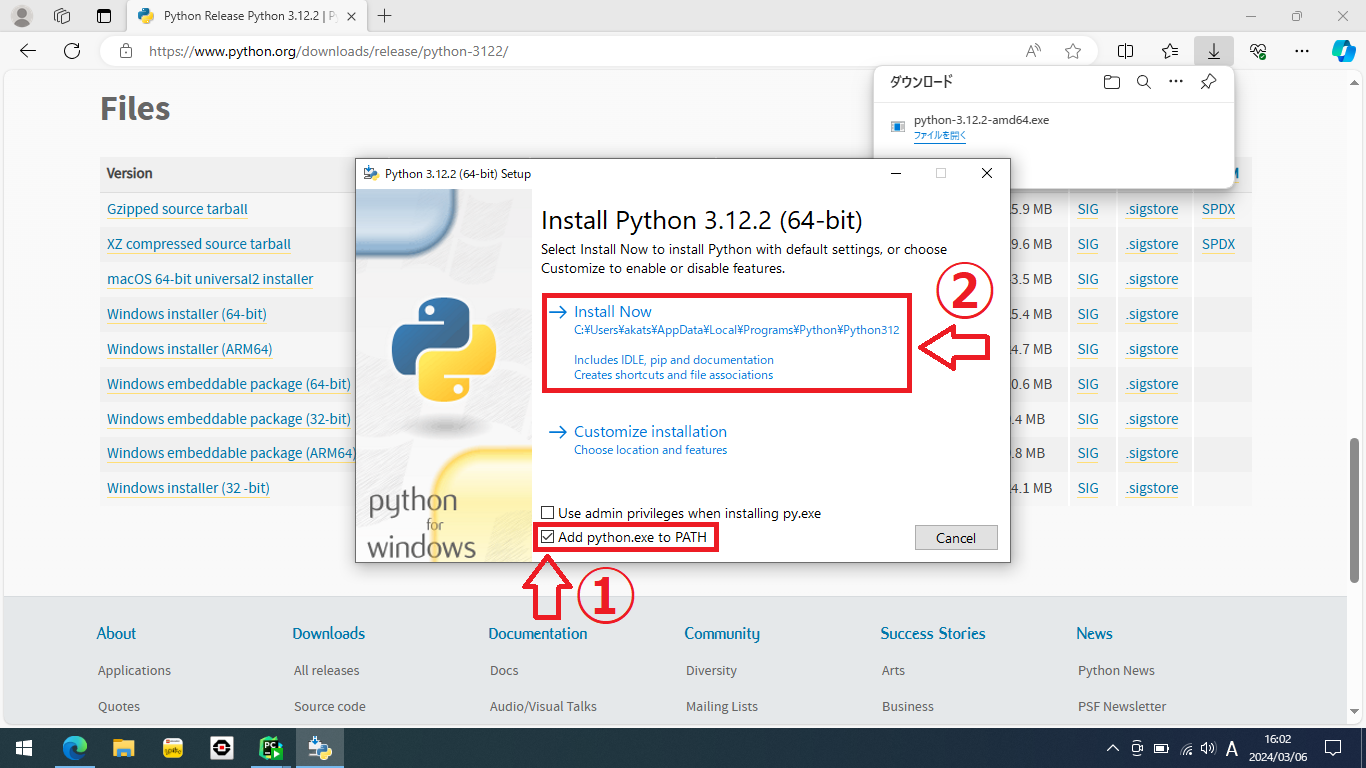 Python Release Python 3.12.2 | Py
https://www.python.org/downloads/release/python-3122/
ダウンロード
python-3.12.2-amd64.exe
ファイルを開く
Files
Version
Gzipped source tarball
5.9 MB SIG .sigstore SPDX
XZ compressed source tarball
9.6 MB SIG .sigstore SPDX
macOS 64-bit universal2 installer
3.5 MB SIG .sigstore
Windows installer (64-bit)
5.4 MB SIG .sigstore
Windows installer (ARM64)
4.7 MB SIG .sigstore
Windows embeddable package (64-bit)
0.6 MB SIG .sigstore
Windows embeddable package (32-bit)
.4 MB SIG .sigstore
Windows embeddable package (ARM64)
.8 MB SIG .sigstore
Windows installer (32 -bit)
4.1 MB SIG .sigstore
Python 3.12.2 (64-bit) Setup
Install Python 3.12.2 (64-bit)
Select Install Now to install Python with default settings, or choose
Customize to enable or disable features.
②
Install Now
C:¥Users¥akats¥AppData¥Local¥Programs¥Python¥Python312
Includes IDLE, pip and documentation
Creates shortcuts and file associations
Customize installation
Choose location and features
python
for
windows
Use admin privileges when installing py.exe
Add python.exe to PATH
Cancel
①
About Downloads Documentation Community Success Stories News
Applications All releases Docs Diversity Arts Python News
Quotes Source code Audio/Visual Talks Mailing Lists Business PSF Newsletter
A 16:02
2024/03/06